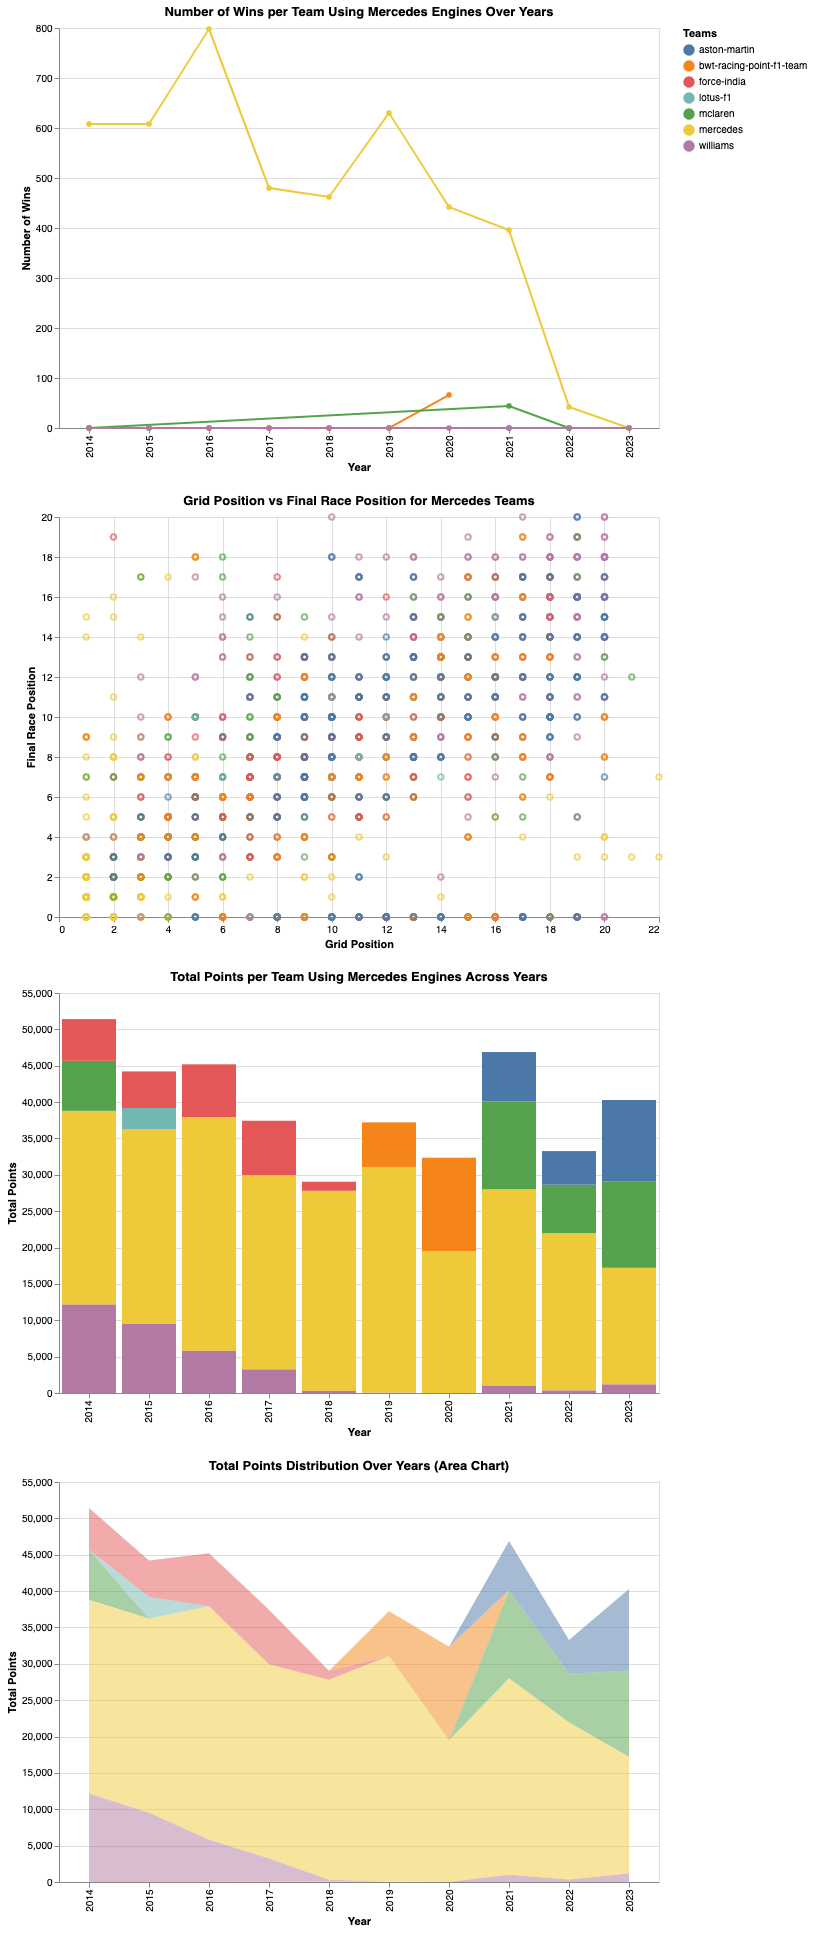 Number of Wins per Team Using Mercedes Engines Over Years
Teams
aston-martin
bwt-racing-point-f1-team
force-india
lotus-f1
mclaren
mercedes
williams
800
700
600
500
400
300
200
100
0
Number of Wins
2014 2015 2016 2017 2018 2019 2020 2021 2022 2023
Year
Grid Position vs Final Race Position for Mercedes Teams
20
18
16
14
12
10
8
6
4
2
0
Final Race Position
0 2 4 6 8 10 12 14 16 18 20 22
Grid Position
Total Points per Team Using Mercedes Engines Across Years
55,000
50,000
45,000
40,000
35,000
30,000
25,000
20,000
15,000
10,000
5,000
0
Total Points
2014 2015 2016 2017 2018 2019 2020 2021 2022 2023
Year
Total Points Distribution Over Years (Area Chart)
55,000
50,000
45,000
40,000
35,000
30,000
25,000
20,000
15,000
10,000
5,000
0
Total Points
2014 2015 2016 2017 2018 2019 2020 2021 2022 2023
Year